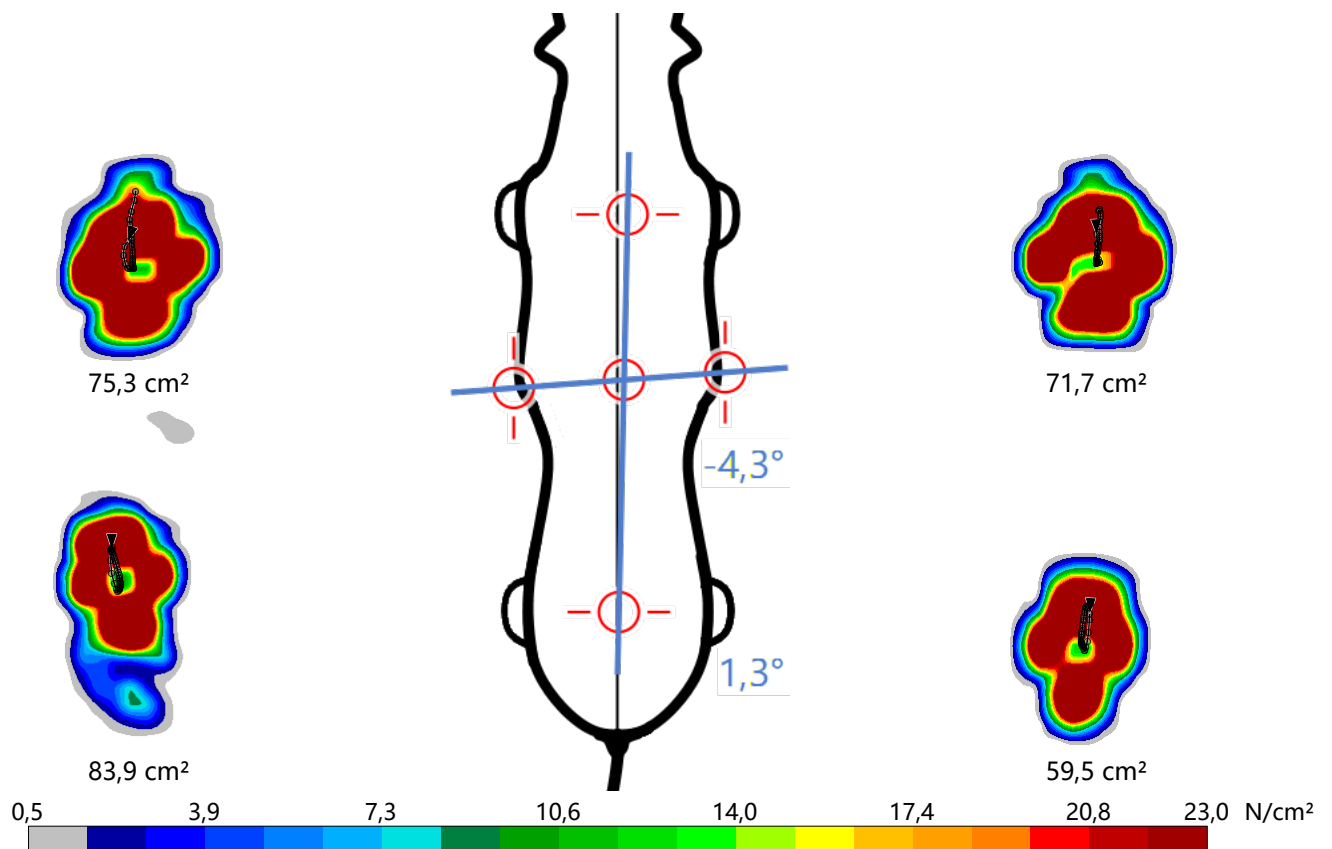 75,3 cm²
71,7 cm²
-4,3°
1,3°
83,9 cm²
59,5 cm²
0,5 3,9 7,3 10,6 14,0 17,4 20,8 23,0 N/cm²